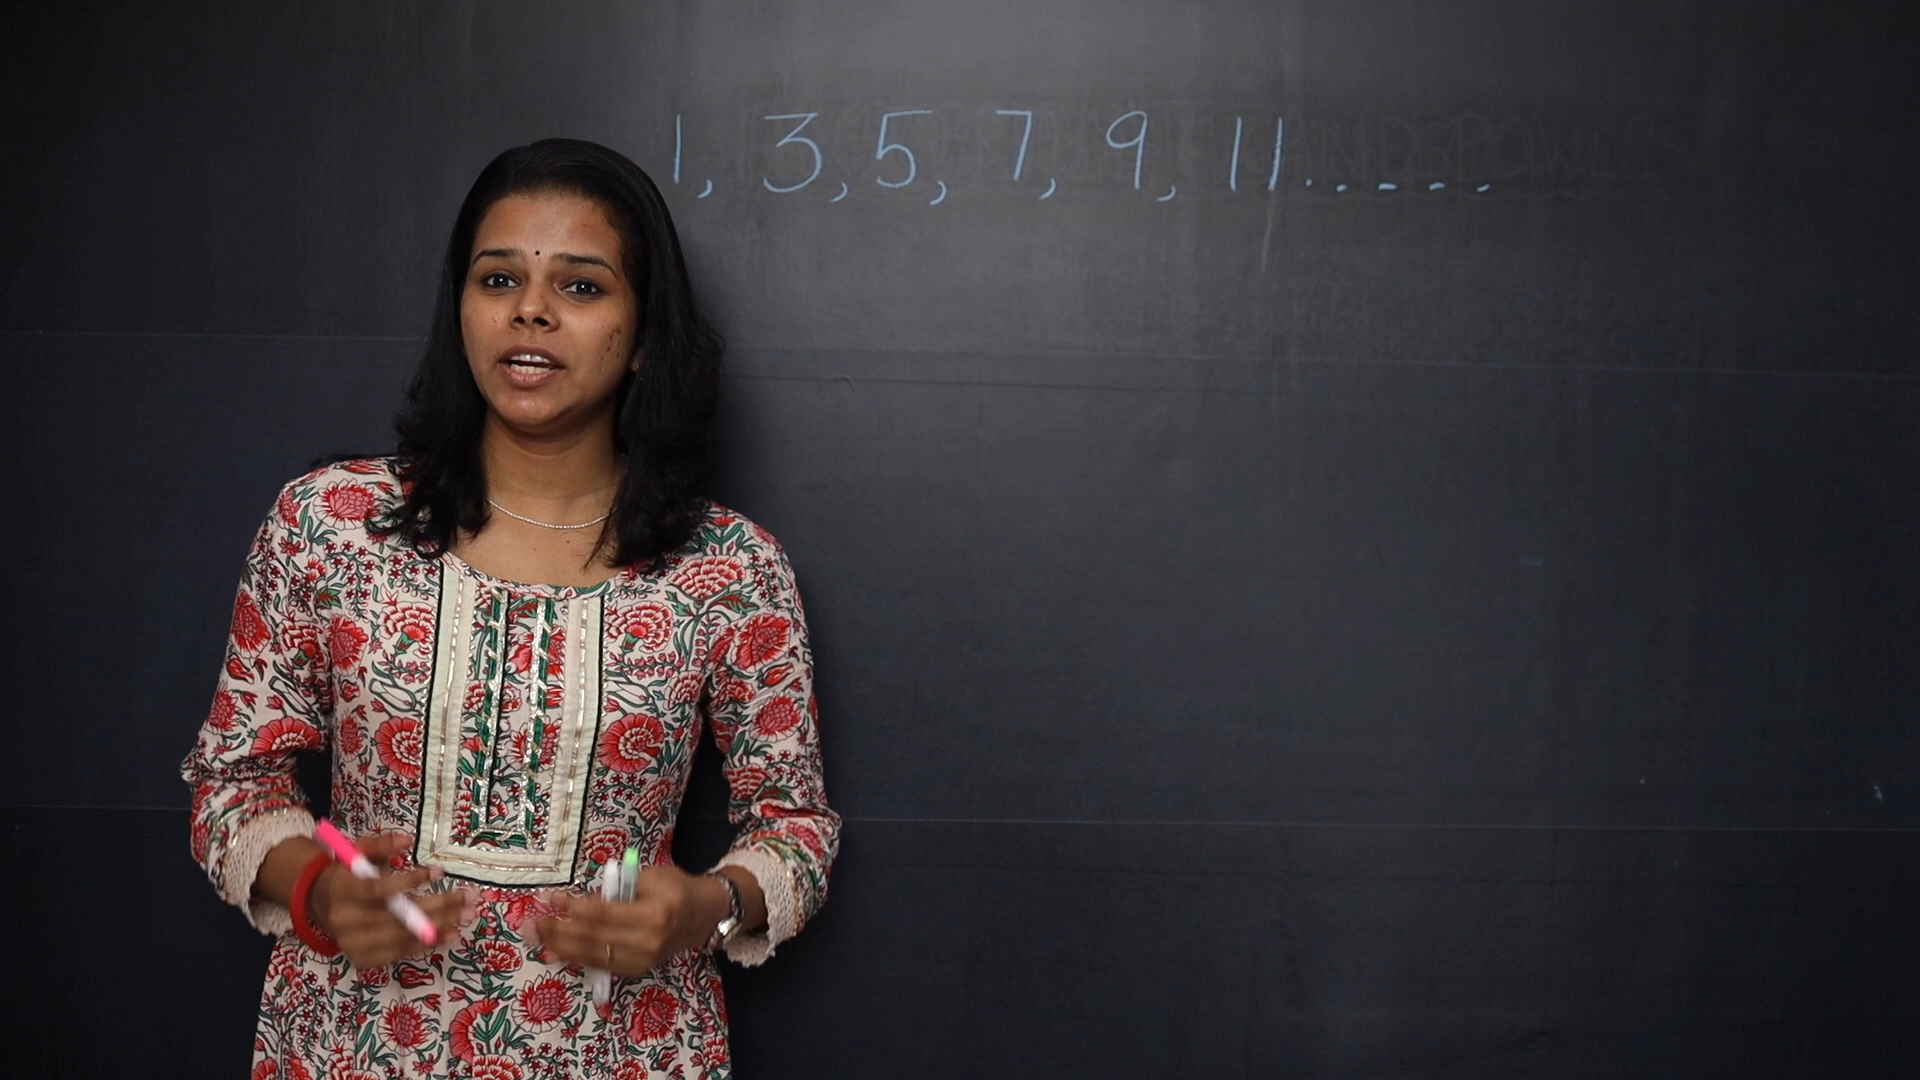 1, 3, 5, 7, 9, 11.....